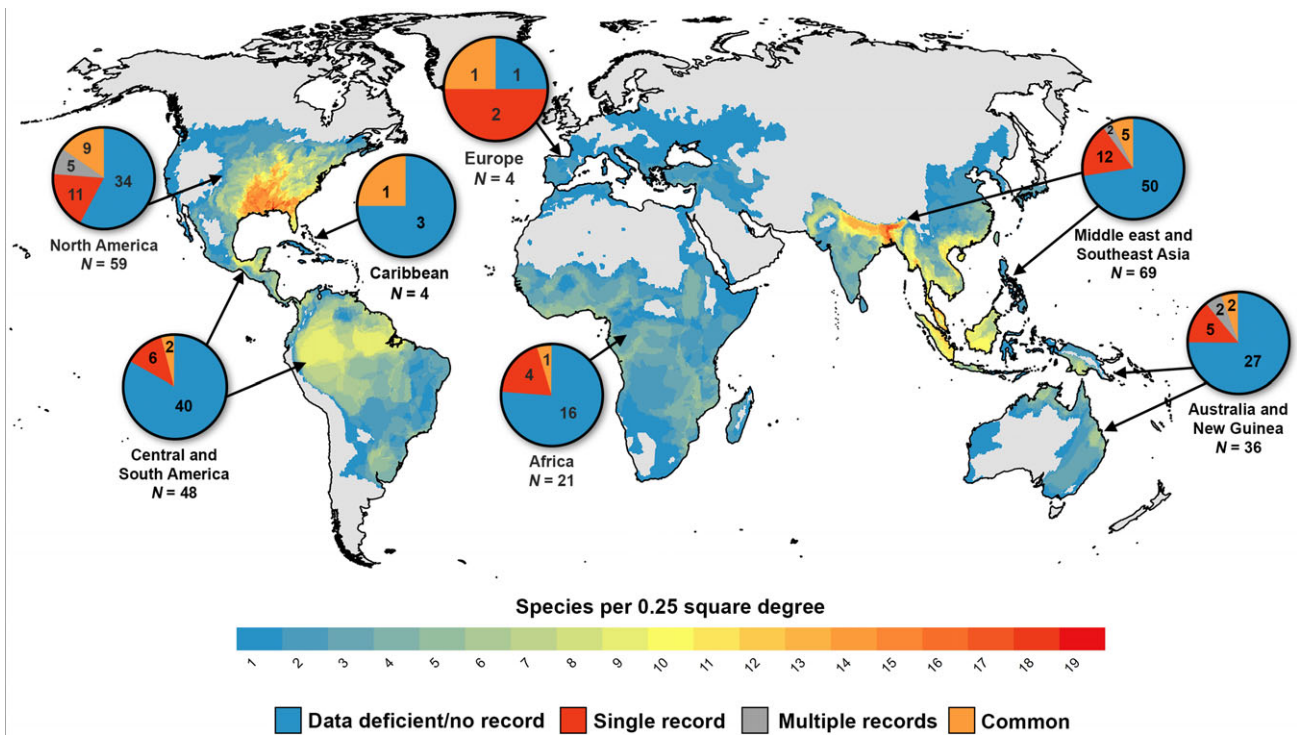 1
1
2
Europe
N = 4
9
5
11
34
North America
N = 59
1
3
Caribbean
N = 4
2
5
12
50
Middle east and
Southeast Asia
N = 69
6
2
40
Central and
South America
N = 48
1
4
16
Africa
N = 21
2
2
5
27
Australia and
New Guinea
N = 36
Species per 0.25 square degree
1 2 3 4 5 6 7 8 9 10 11 12 13 14 15 16 17 18 19
Data deficient/no record Single record Multiple records Common